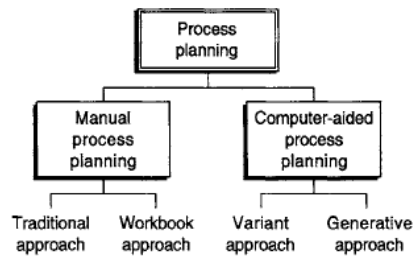 Process
planning
Manual
process
planning
Computer-aided
process
planning
Traditional
approach
Workbook
approach
Variant
approach
Generative
approach